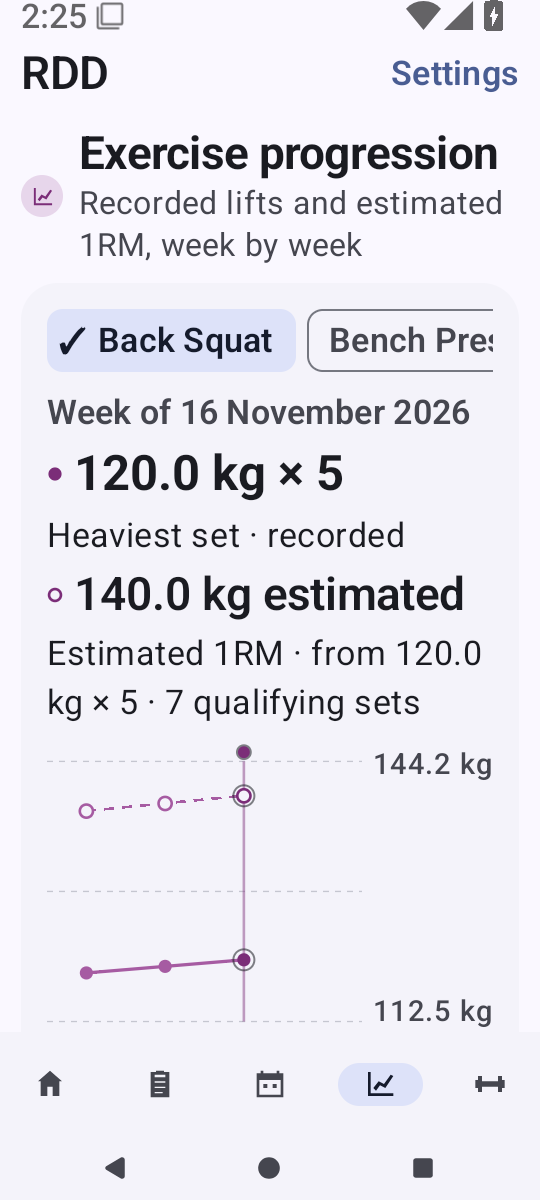 2:25
RDD
Settings
Exercise progression
Recorded lifts and estimated
1RM, week by week
✓ Back Squat
Bench Pres
Week of 16 November 2026
120.0 kg × 5
Heaviest set · recorded
140.0 kg estimated
Estimated 1RM · from 120.0
kg × 5 · 7 qualifying sets
144.2 kg
112.5 kg